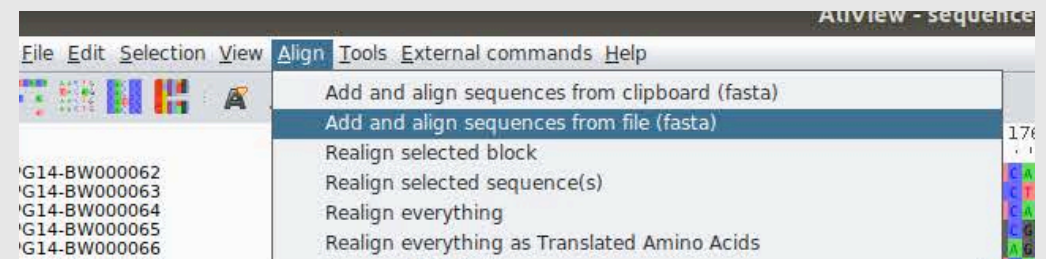 AliView - sequence
File Edit Selection View Align Tools External commands Help
Add and align sequences from clipboard (fasta)
Add and align sequences from file (fasta)
176
Realign selected block
G14-BW000062
Realign selected sequence(s)
G14-BW000063
G14-BW000064
Realign everything
G14-BW000065
G14-BW000066
Realign everything as Translated Amino Acids
C A
C T
C A
C G
A G